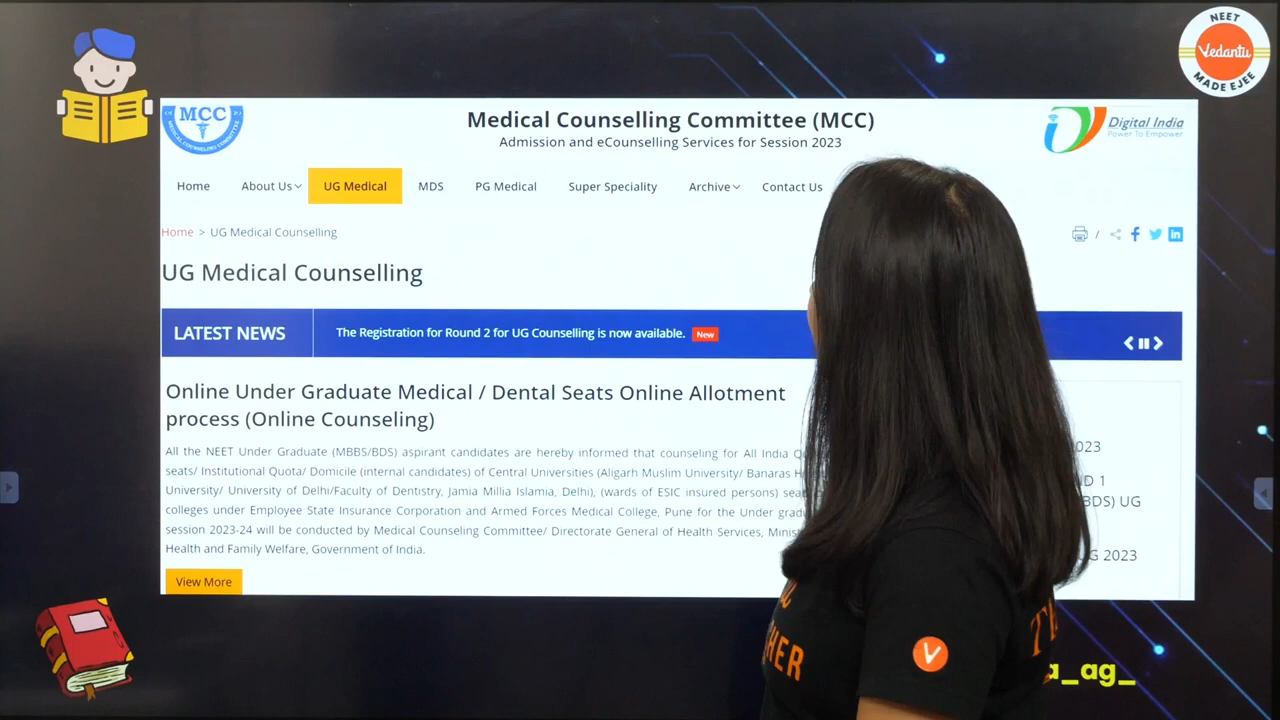 NEET
Vedantu
MADE EJEE
MCC
MEDICAL COUNSELLING COMMITTEE
Medical Counselling Committee (MCC)
Admission and eCounselling Services for Session 2023
Digital India
Power To Empower
Home About Us UG Medical MDS PG Medical Super Speciality Archive Contact Us
Home > UG Medical Counselling
/
UG Medical Counselling
LATEST NEWS The Registration for Round 2 for UG Counselling is now available. New
Online Under Graduate Medical / Dental Seats Online Allotment
process (Online Counseling)
All the NEET Under Graduate (MBBS/BDS) aspirant candidates are hereby informed that counseling for All India
seats/ Institutional Quota/ Domicile (internal candidates) of Central Universities (Aligarh Muslim University/ Banaras
University/ University of Delhi/Faculty of Dentistry, Jamia Millia Islamia, Delhi), (wards of ESIC insured persons)
colleges under Employee State Insurance Corporation and Armed Forces Medical College, Pune for the Under
session 2023-24 will be conducted by Medical Counseling Committee/ Directorate General of Health Services,
Health and Family Welfare, Government of India.
View More
1
UG
2023
V
_ag_